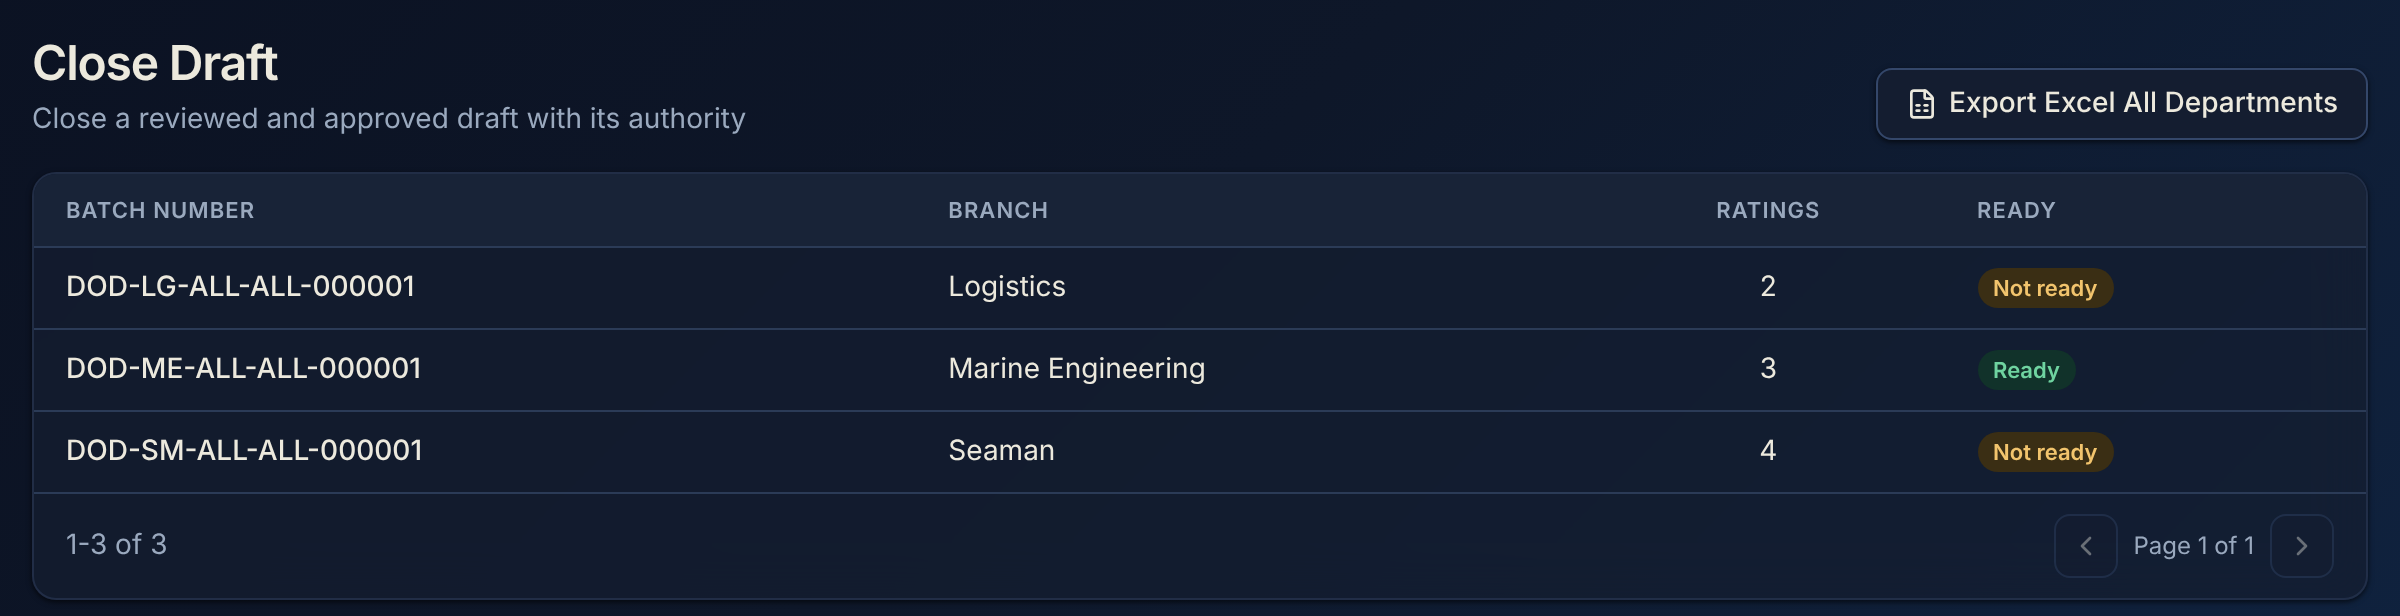 Close Draft
Close a reviewed and approved draft with its authority
Export Excel All Departments
BATCH NUMBER BRANCH RATINGS READY
DOD-LG-ALL-ALL-000001 Logistics 2 Not ready
DOD-ME-ALL-ALL-000001 Marine Engineering 3 Ready
DOD-SM-ALL-ALL-000001 Seaman 4 Not ready
1-3 of 3 Page 1 of 1